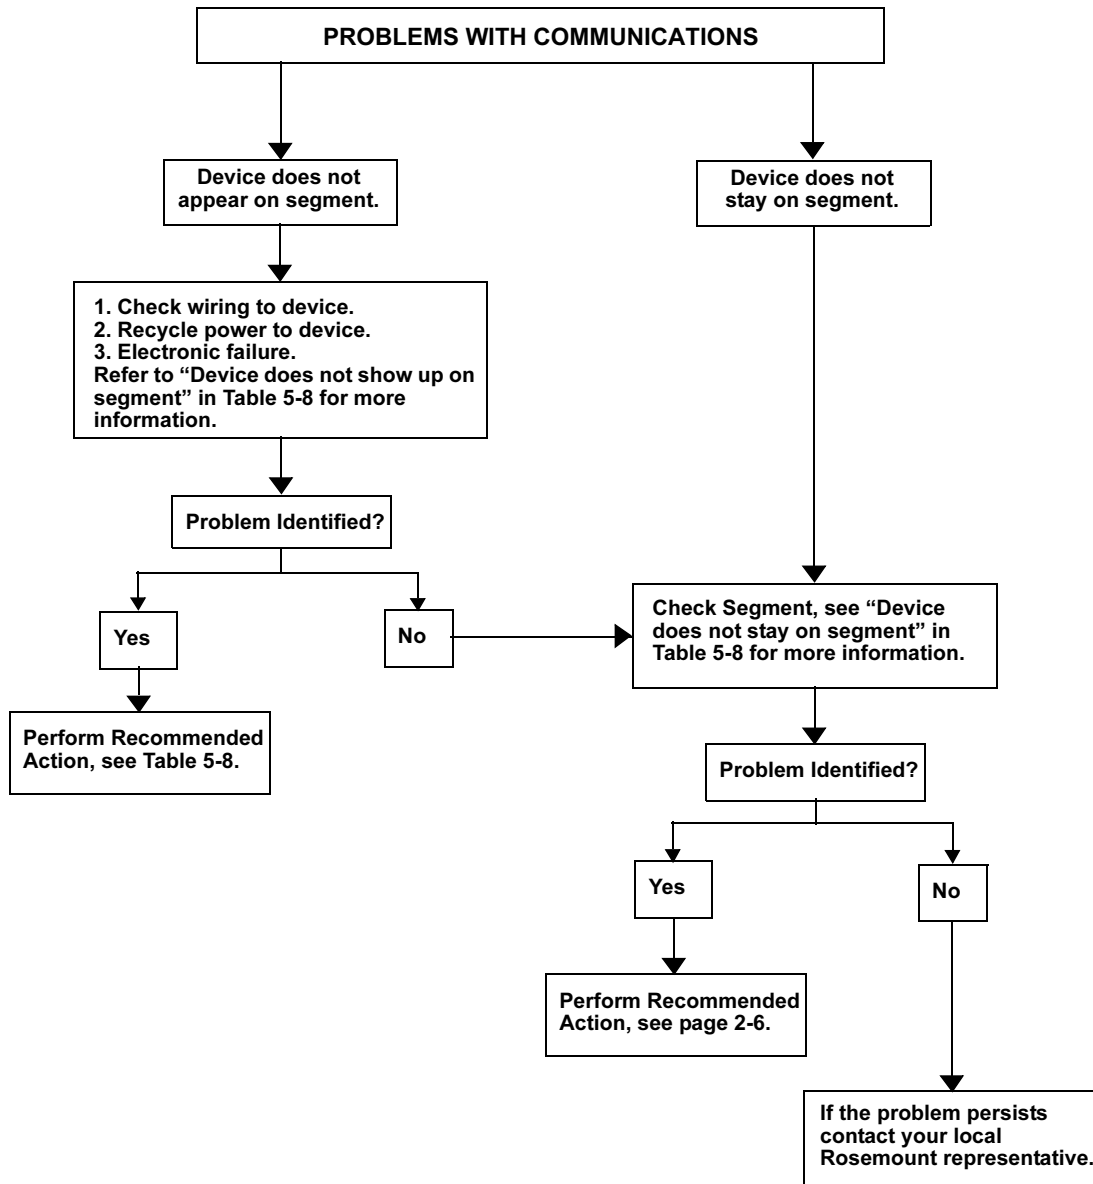 PROBLEMS WITH COMMUNICATIONS
Device does not
appear on segment.
Device does not
stay on segment.
1. Check wiring to device.
2. Recycle power to device.
3. Electronic failure.
Refer to “Device does not show up on
segment” in Table 5-8 for more
information.
Problem Identified?
Yes
No
Check Segment, see “Device
does not stay on segment” in
Table 5-8 for more information.
Perform Recommended
Action, see Table 5-8.
Problem Identified?
Yes
No
Perform Recommended
Action, see page 2-6.
If the problem persists
contact your local
Rosemount representative.